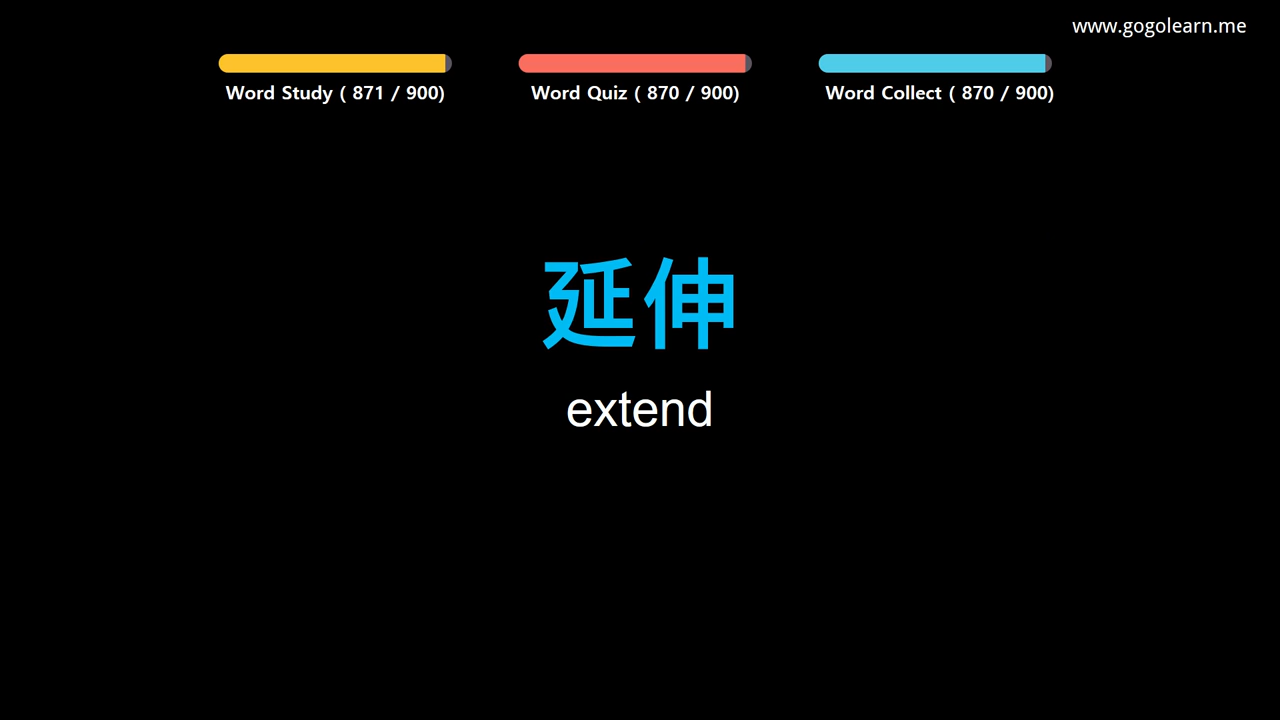 www.gogolearn.me
Word Study ( 871 / 900)
Word Quiz ( 870 / 900)
Word Collect ( 870 / 900)
延伸
extend